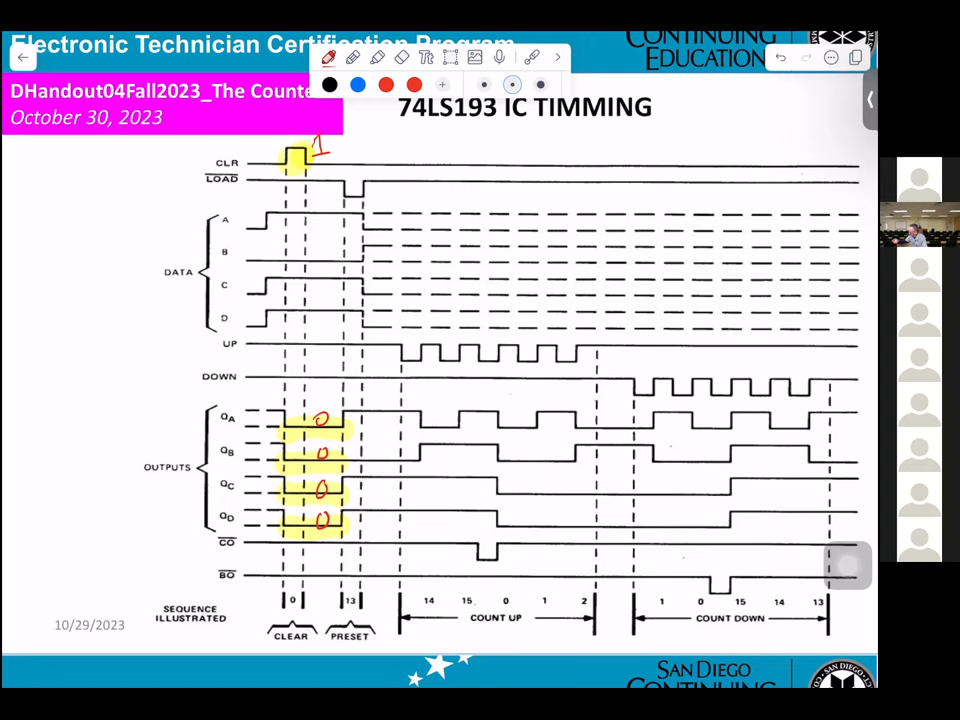 Electronic Technician Certification Program
CONTINUING
EDUCATION
DHandout04Fall2023_The Counte
October 30, 2023
74LS193 IC TIMMING
Tt
1
CLR
LOAD
A
B
DATA
C
D
UP
DOWN
QA 0
QB 0
OUTPUTS
QC 0
QD 0
CO
BO
SEQUENCE
ILLUSTRATED
0 13 14 15 0 1 2 1 0 15 14 13
CLEAR PRESET COUNT UP COUNT DOWN
10/29/2023
SAN DIEGO
CONTINUING
SAN DIEGO